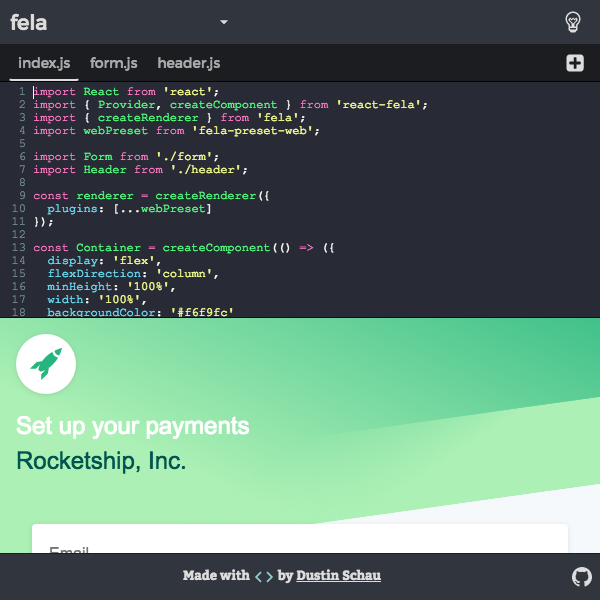 fela
index.js form.js header.js
1 import React from 'react';
2 import { Provider, createComponent } from 'react-fela';
3 import { createRenderer } from 'fela';
4 import webPreset from 'fela-preset-web';
5
6 import Form from './form';
7 import Header from './header';
8
9 const renderer = createRenderer({
10 plugins: [...webPreset]
11 });
12
13 const Container = createComponent(() => ({
14 display: 'flex',
15 flexDirection: 'column',
16 minHeight: '100%',
17 width: '100%',
18 backgroundColor: '#f6f9fc'
Set up your payments
Rocketship, Inc.
Email
Made with <> by Dustin Schau